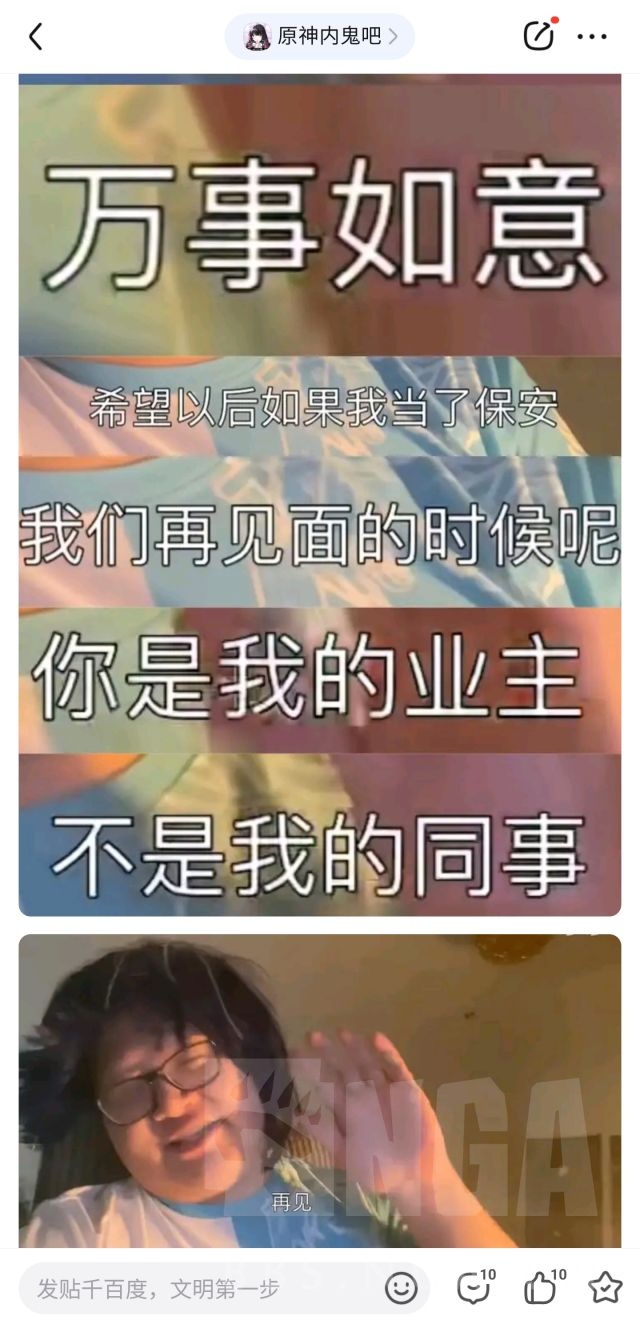 原神内鬼吧
万事如意
希望以后如果我当了保安
我们再见面的时候呢
你是我的业主
不是我的同事
NGA
再见
发贴千百度，文明第一步
10
10